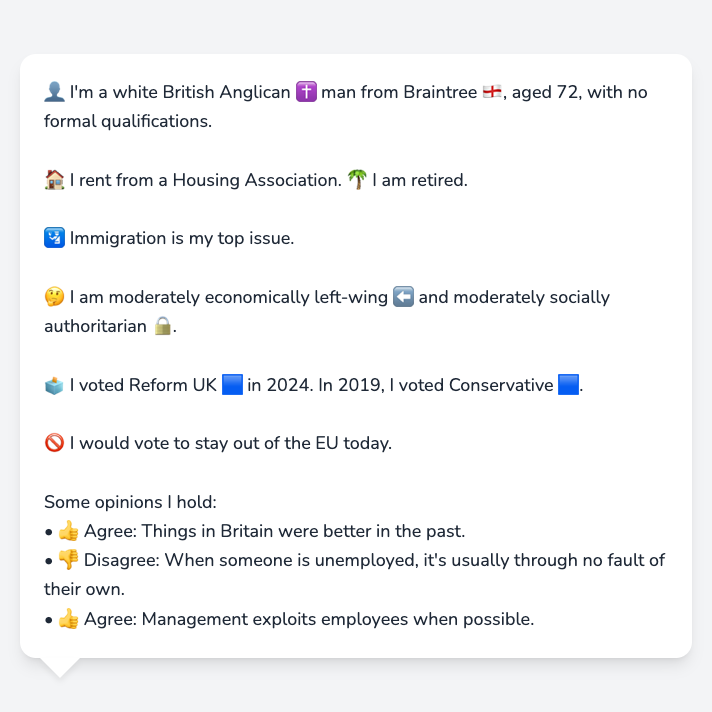 👤 I'm a white British Anglican ✝️ man from Braintree 🏴󠁧󠁢󠁥󠁮󠁧󠁿, aged 72, with no
formal qualifications.
🏠 I rent from a Housing Association. 🌴 I am retired.
🛂 Immigration is my top issue.
🤔 I am moderately economically left-wing ⬅️ and moderately socially
authoritarian 🔒.
🗳️ I voted Reform UK 🟦 in 2024. In 2019, I voted Conservative 🟦.
🚫 I would vote to stay out of the EU today.
Some opinions I hold:
• 👍 Agree: Things in Britain were better in the past.
• 👎 Disagree: When someone is unemployed, it's usually through no fault of
their own.
• 👍 Agree: Management exploits employees when possible.